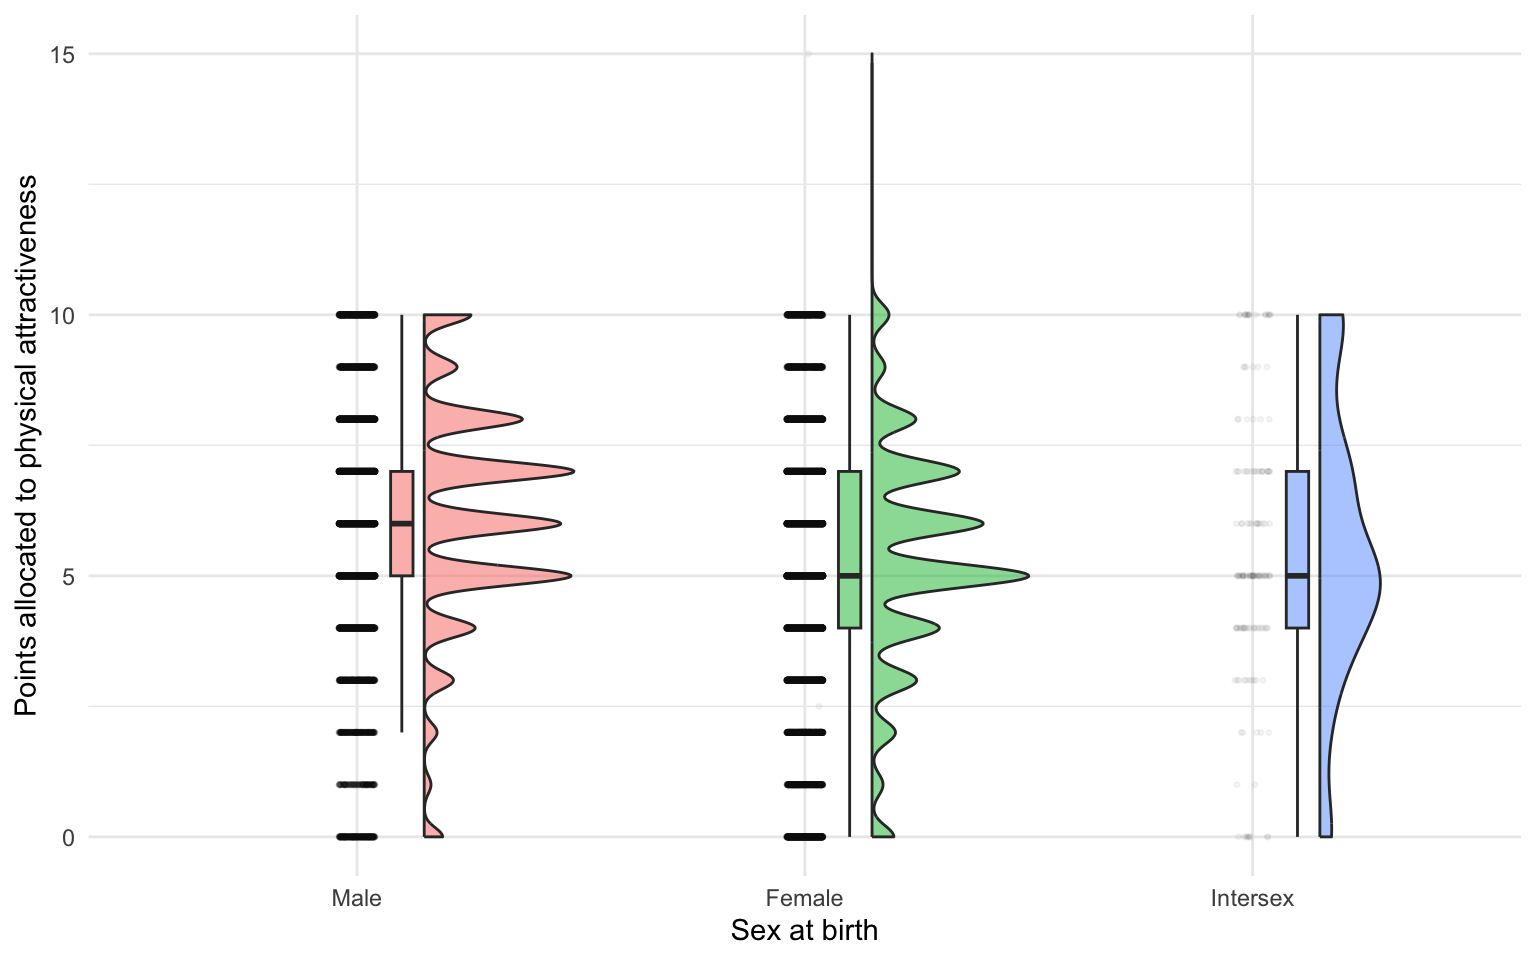 Points allocated to physical attractiveness
15
10
5
0
Male
Female
Intersex
Sex at birth